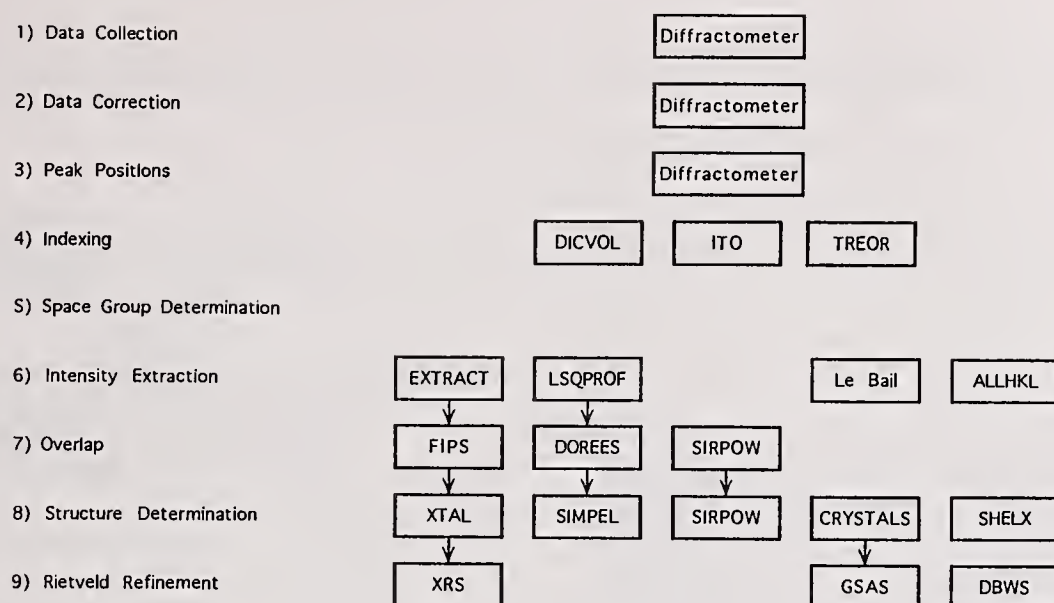 1) Data Collection Diffractometer
2) Data Correction Diffractometer
3) Peak Positions Diffractometer
4) Indexing DICVOL ITO TREOR
S) Space Group Determination
6) Intensity Extraction EXTRACT LSQPROF Le Bail ALLHKL
7) Overlap FIPS DOREES SIRPOW
8) Structure Determination XTAL SIMPEL SIRPOW CRYSTALS SHELX
9) Rietveld Refinement XRS GSAS DBWS